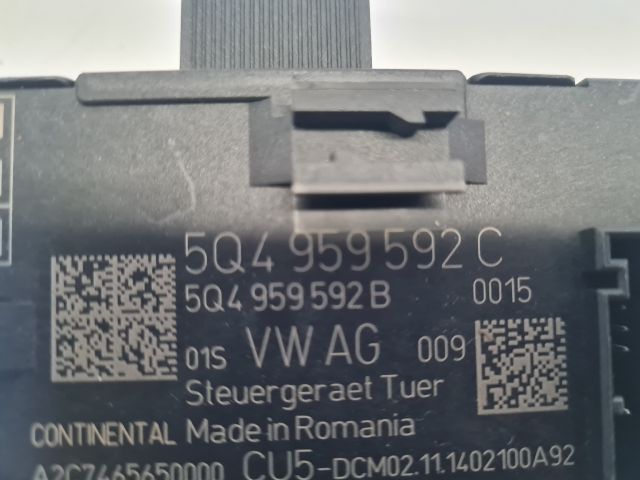 5Q4 959 592 C
5Q4 959 592 B 0015
01S VW AG 009
Steuergeraet Tuer
CONTINENTAL Made in Romania
A2C7465650000 CU5-DCM02.11.1402100A92